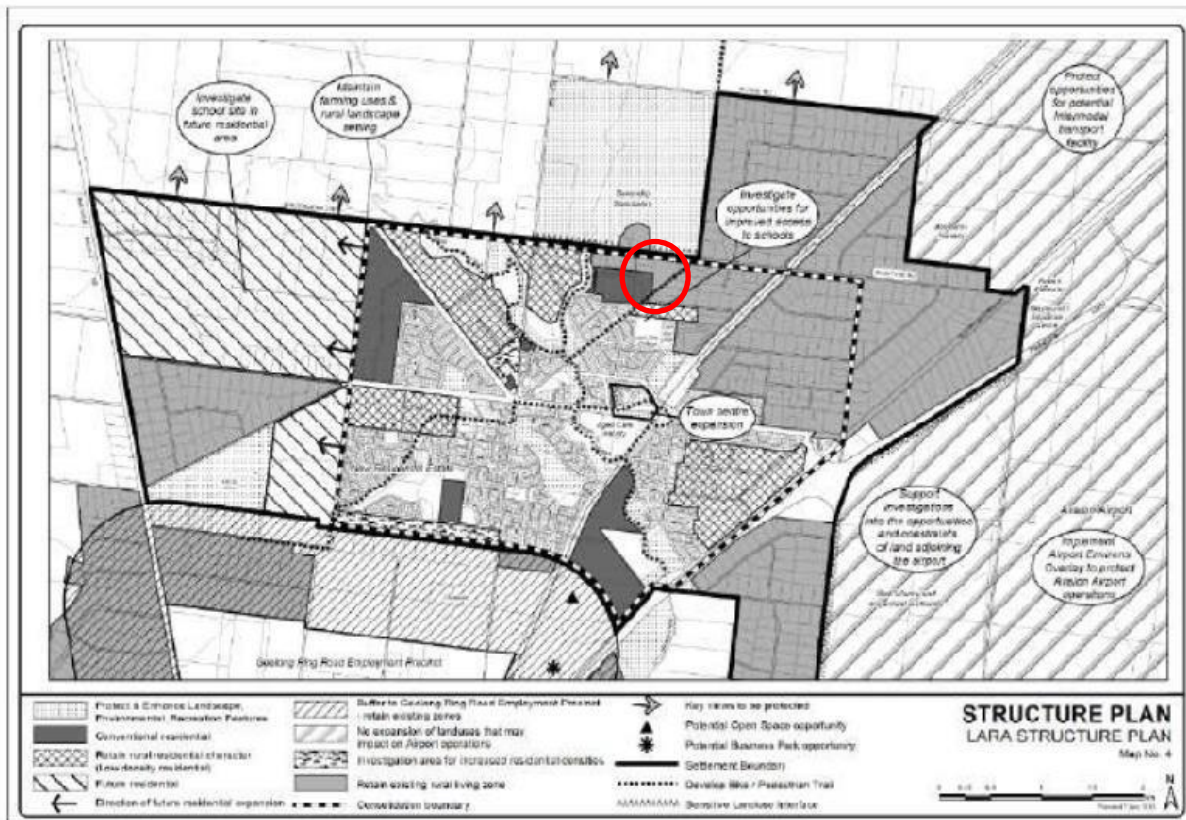 Investigate
school site in
future residential
area
Maintain
farming uses &
rural landscape
setting
Protect
opportunities
for potential
Intermodal
transport
facility
Investigate
opportunities for
improved access
to schools
Town centre
expansion
Aged Care
Support
investigations
into the opportunities
and constraints
of land adjoining
the airport
Avalon Airport
Implement
Airport Environs
Overlay to protect
Avalon Airport
operations
Geelong Ring Road Employment Precinct
Protect & Enhance Landscape,
Environmental, Recreation Features
Conventional residential
Retain rural residential character
(Low density residential)
Future residential
Direction of future residential expansion
Buffer to Geelong Ring Road Employment Precinct
- retain existing zones
No expansion of landuses that may
impact on Airport operations
Investigation area for increased residential densities
Retain existing rural living zone
Consolidation boundary
Key views to be protected
Potential Open Space opportunity
Potential Business Park opportunity
Settlement Boundary
Develop Bike / Pedestrian Trail
Sensitive Landuse Interface
STRUCTURE PLAN
LARA STRUCTURE PLAN
Map No. 4
N